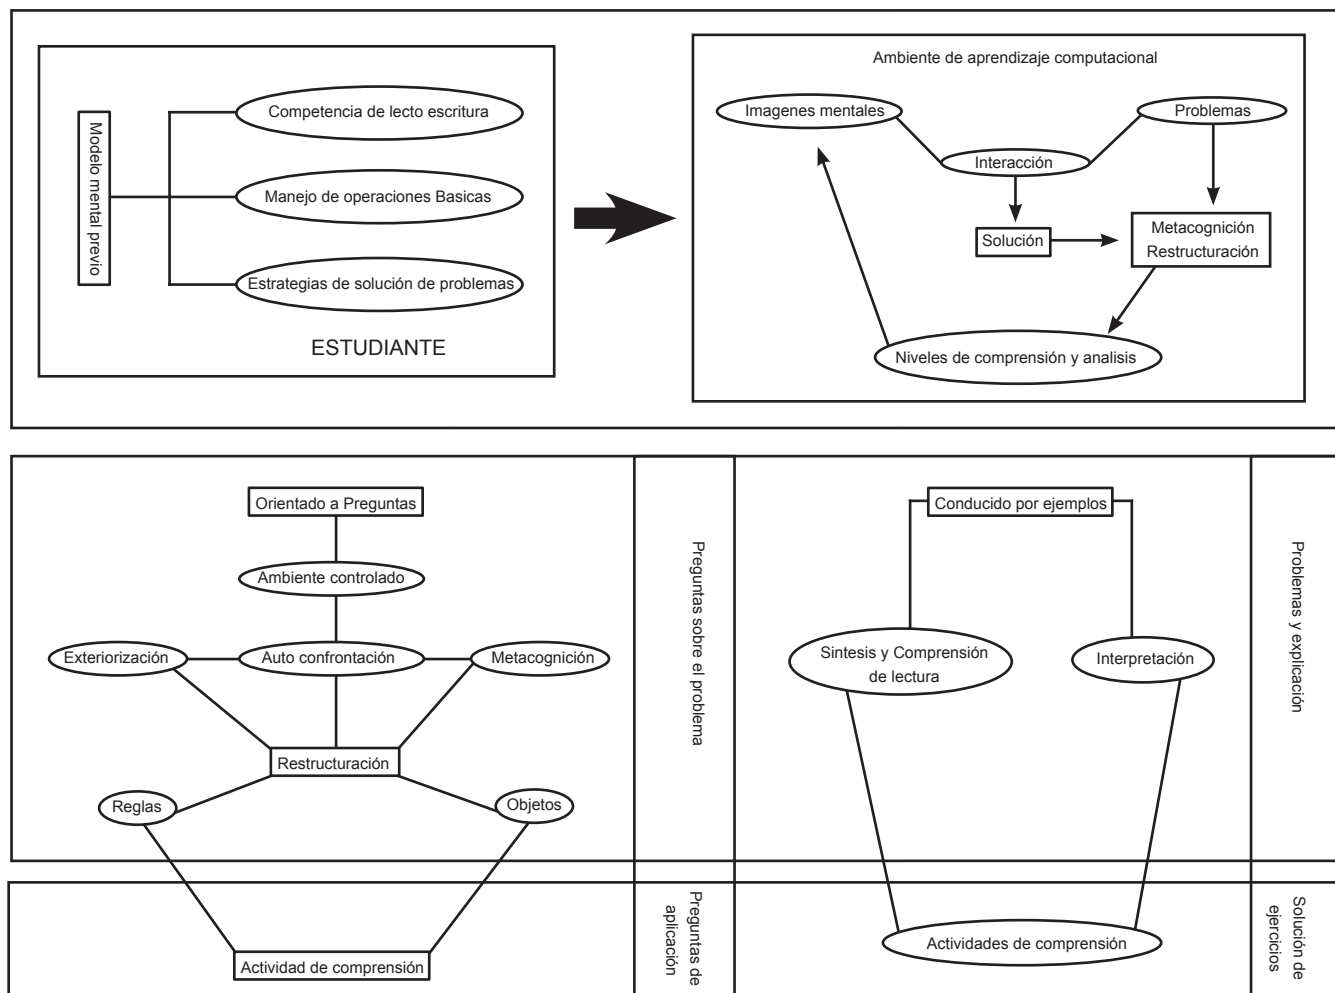 Modelo mental previo
Competencia de lecto escritura
Manejo de operaciones Basicas
Estrategias de solución de problemas
ESTUDIANTE
Ambiente de aprendizaje computacional
Imagenes mentales
Problemas
Interacción
Solución
Metacognición
Restructuración
Niveles de comprensión y analisis
Orientado a Preguntas
Ambiente controlado
Exteriorización
Auto confrontación
Metacognición
Restructuración
Reglas
Objetos
Actividad de comprensión
Preguntas sobre el problema
Preguntas de
aplicación
Conducido por ejemplos
Sintesis y Comprensión
de lectura
Interpretación
Actividades de comprensión
Problemas y explicación
Solución de
ejercicios